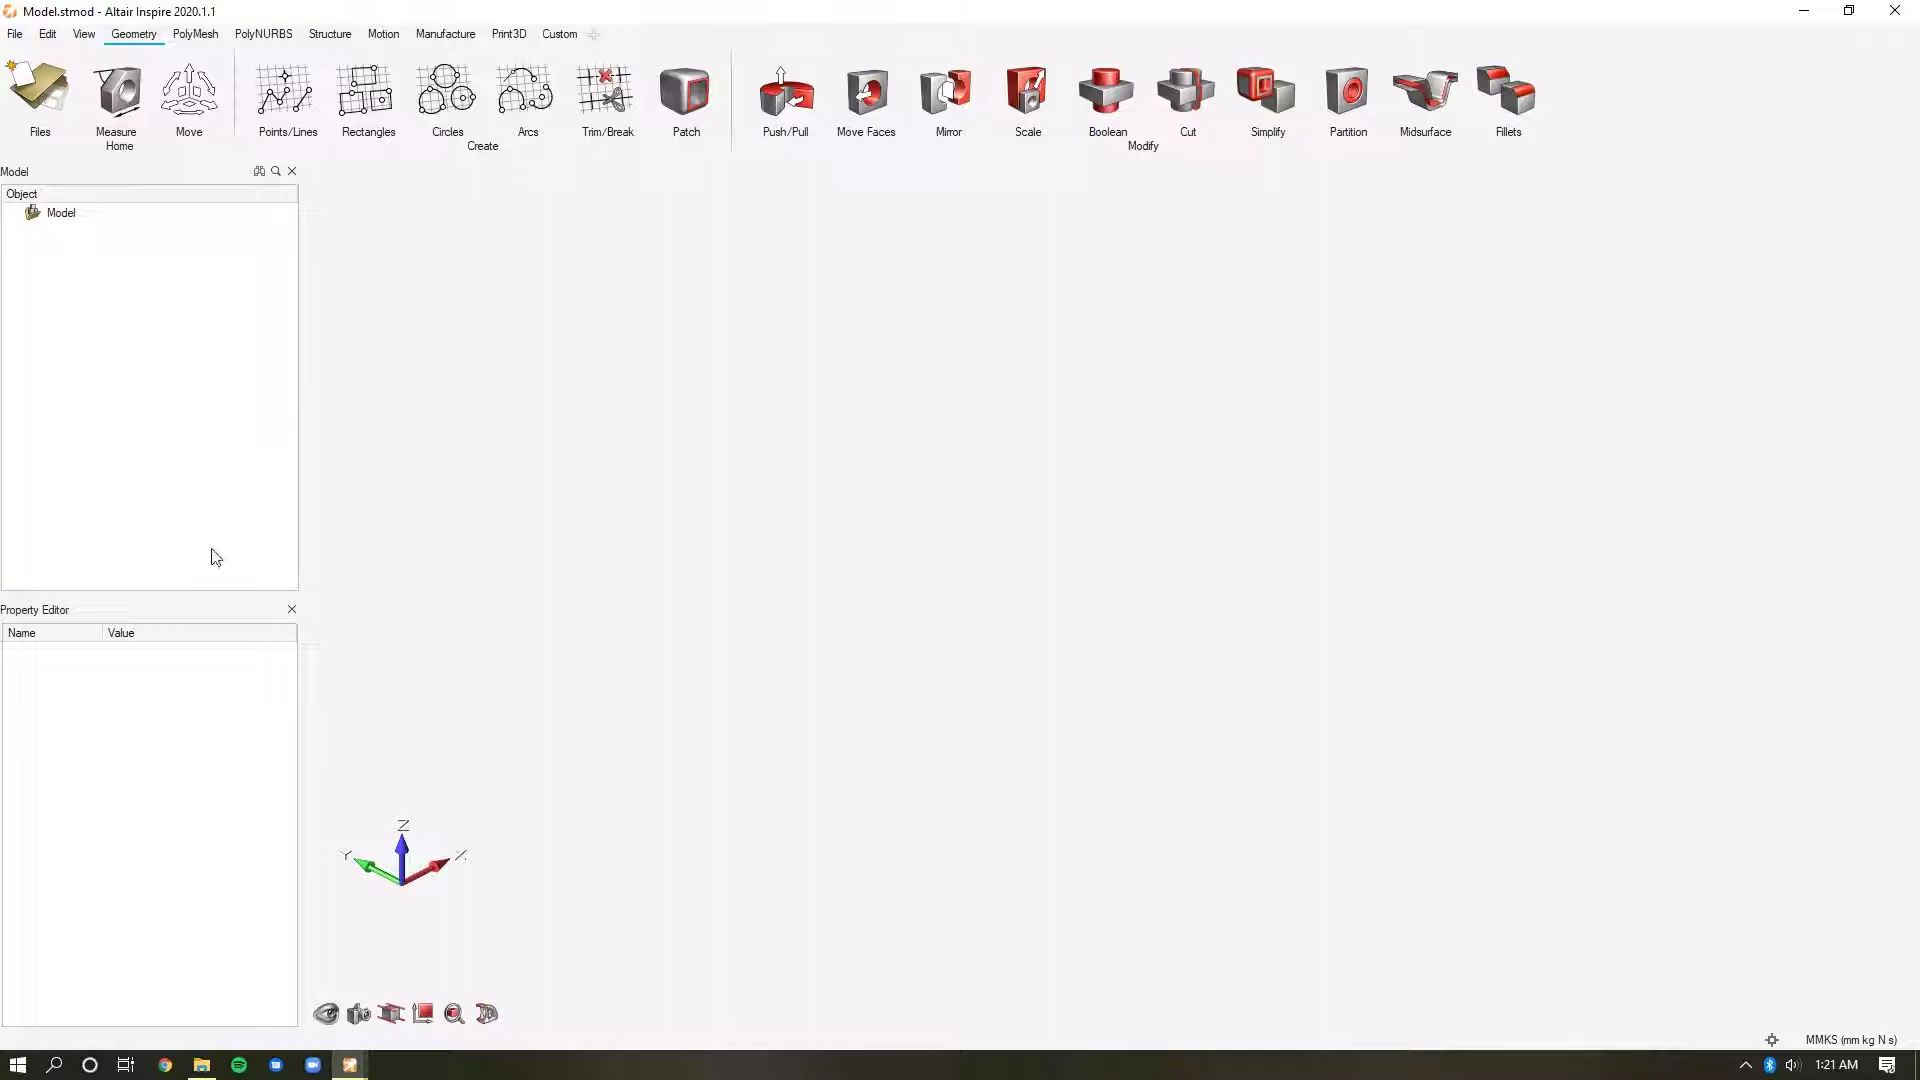 Model.stmod - Altair Inspire 2020.1.1
File Edit View Geometry PolyMesh PolyNURBS Structure Motion Manufacture Print3D Custom
Files Measure Move Points/Lines Rectangles Circles Arcs Trim/Break Patch Push/Pull Move Faces Mirror Scale Boolean Cut Simplify Partition Midsurface Fillets
Home Create Modify
Model
Object
Model
Property Editor
Name Value
Z
Y X
MMKS (mm kg N s)
1:21 AM